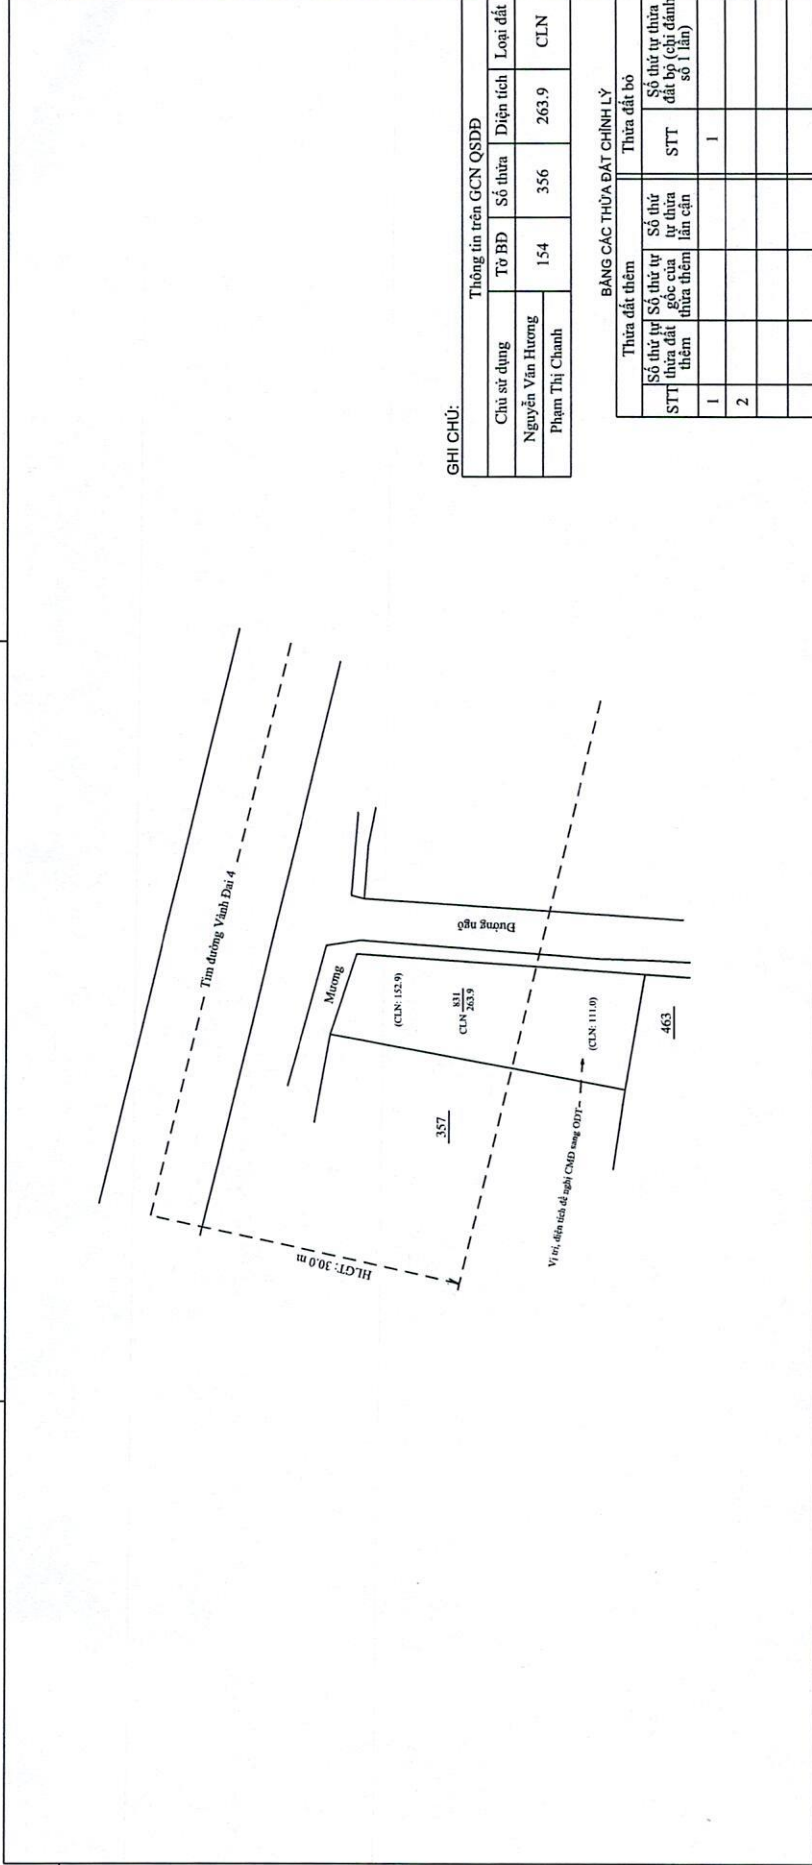 Tim đường Vành Đai 4
Mương
Đường ngõ
(CLN: 152.9)
CLN 831
263.9
(CLN: 111.0)
357
463
HLGT: 30.0 m
Vị trí, diện tích đề nghị CMĐ sang ODT
GHI CHÚ:
Thông tin trên GCN QSDĐ
Chủ sử dụng Tờ BĐ Số thửa Diện tích Loại đất
Nguyễn Văn Hương 154 356 263.9 CLN
Phạm Thị Chanh
BẢNG CÁC THỬA ĐẤT CHỈNH LÝ
Thửa đất thêm Thửa đất bỏ
STT Số thứ tự thửa đất thêm Số thứ tự gốc của thửa thêm Số thứ tự thửa lân cận STT Số thứ tự thửa đất bỏ (chỉ đánh số 1 lần)
1 1
2